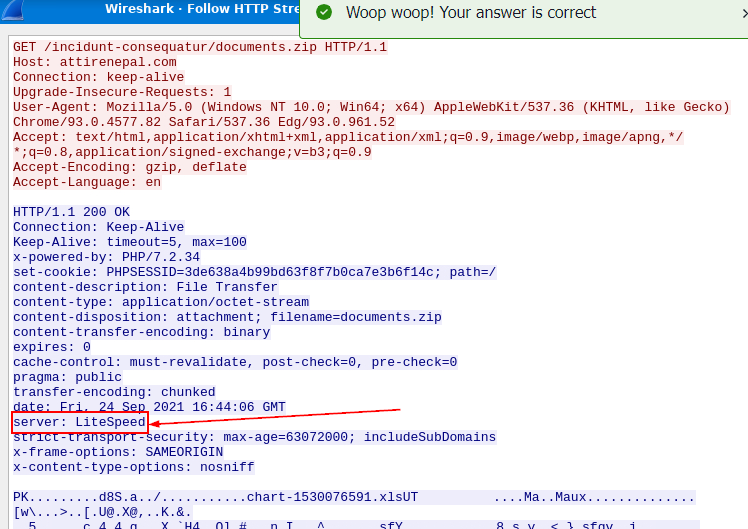 Wireshark · Follow HTTP Stre
Woop woop! Your answer is correct
GET /incidunt-consequatur/documents.zip HTTP/1.1
Host: attirenepal.com
Connection: keep-alive
Upgrade-Insecure-Requests: 1
User-Agent: Mozilla/5.0 (Windows NT 10.0; Win64; x64) AppleWebKit/537.36 (KHTML, like Gecko)
Chrome/93.0.4577.82 Safari/537.36 Edg/93.0.961.52
Accept: text/html,application/xhtml+xml,application/xml;q=0.9,image/webp,image/apng,*/
*;q=0.8,application/signed-exchange;v=b3;q=0.9
Accept-Encoding: gzip, deflate
Accept-Language: en
HTTP/1.1 200 OK
Connection: Keep-Alive
Keep-Alive: timeout=5, max=100
x-powered-by: PHP/7.2.34
set-cookie: PHPSESSID=3de638a4b99bd63f8f7b0ca7e3b6f14c; path=/
content-description: File Transfer
content-type: application/octet-stream
content-disposition: attachment; filename=documents.zip
content-transfer-encoding: binary
expires: 0
cache-control: must-revalidate, post-check=0, pre-check=0
pragma: public
transfer-encoding: chunked
date: Fri, 24 Sep 2021 16:44:06 GMT
server: LiteSpeed
strict-transport-security: max-age=63072000; includeSubDomains
x-frame-options: SAMEORIGIN
x-content-type-options: nosniff
PK.........d8S.a../...........chart-1530076591.xlsUT          ....Ma..Maux..............
[w\...>..[.U@.X@,..K.&.